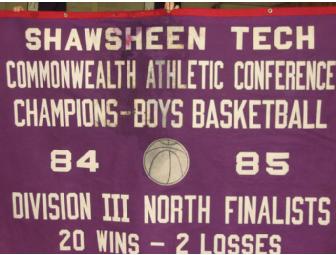 SHAWSHEEN TECH
COMMONWEALTH ATHLETIC CONFERENCE
CHAMPIONS-BOYS BASKETBALL
84 85
DIVISION III NORTH FINALISTS
20 WINS - 2 LOSSES